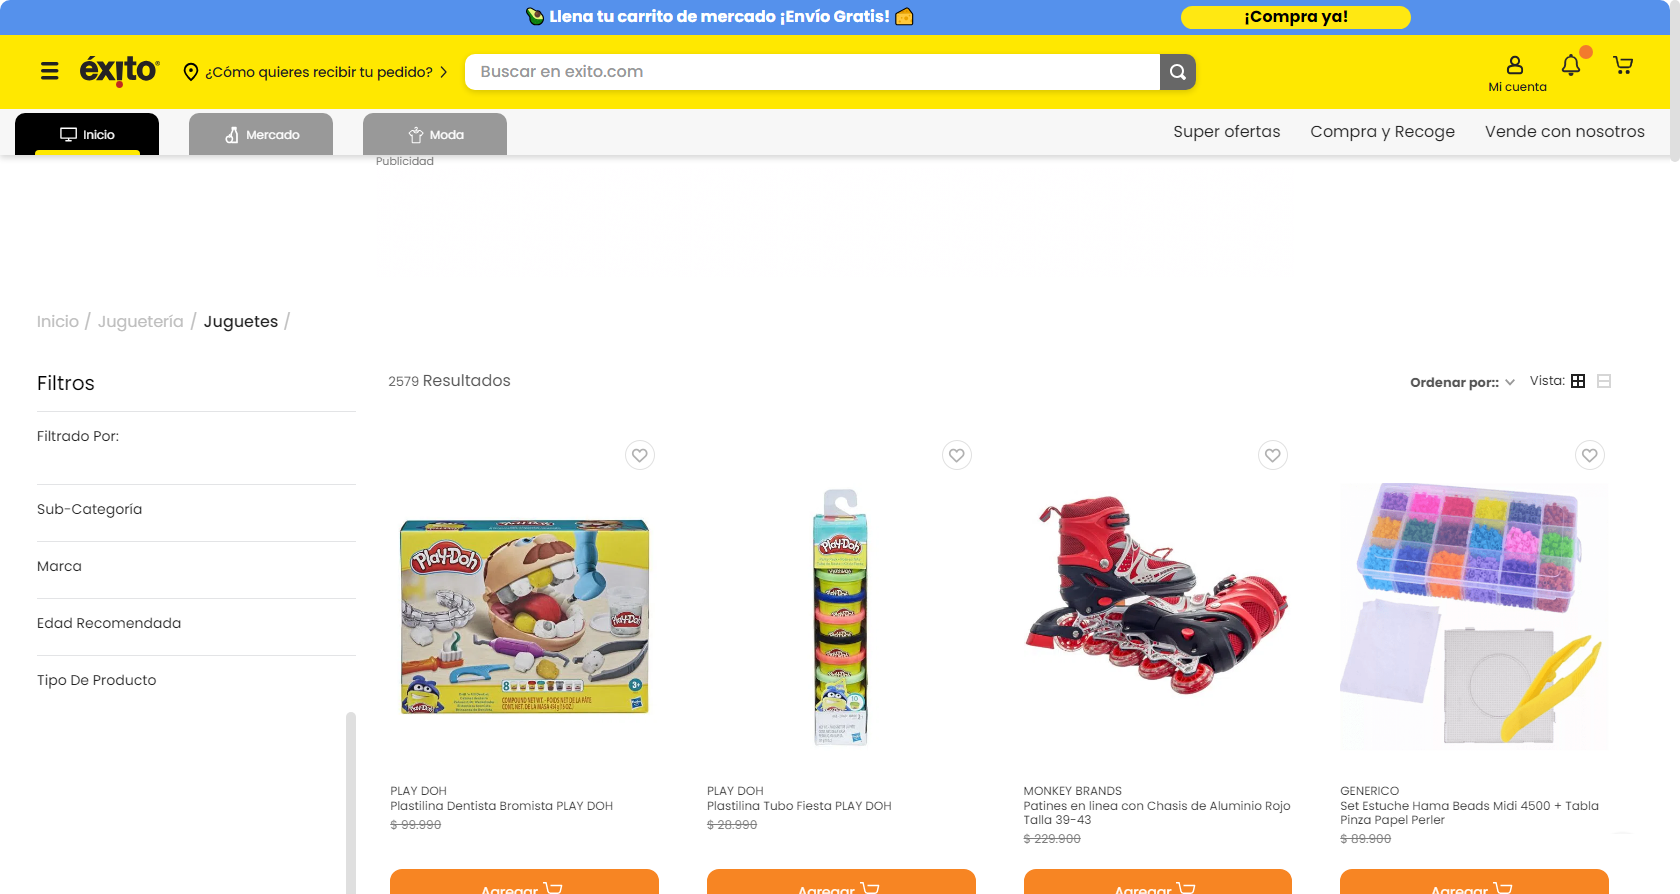 Llena tu carrito de mercado ¡Envío Gratis!
¡Compra ya!
éxito
¿Cómo quieres recibir tu pedido?
Buscar en exito.com
Mi cuenta
Inicio
Mercado
Moda
Super ofertas
Compra y Recoge
Vende con nosotros
Publicidad
Inicio / Juguetería / Juguetes /
Filtros
2579 Resultados
Ordenar por::
Vista:
Filtrado Por:
Sub-Categoría
Marca
Edad Recomendada
Tipo De Producto
Play-Doh
Play-Doh
PLAY DOH
Plastilina Dentista Bromista PLAY DOH
$ 99.990
Agregar
PLAY DOH
Plastilina Tubo Fiesta PLAY DOH
$ 28.990
Agregar
MONKEY BRANDS
Patines en linea con Chasis de Aluminio Rojo
Talla 39-43
$ 229.900
Agregar
GENERICO
Set Estuche Hama Beads Midi 4500 + Tabla
Pinza Papel Perler
$ 89.900
Agregar